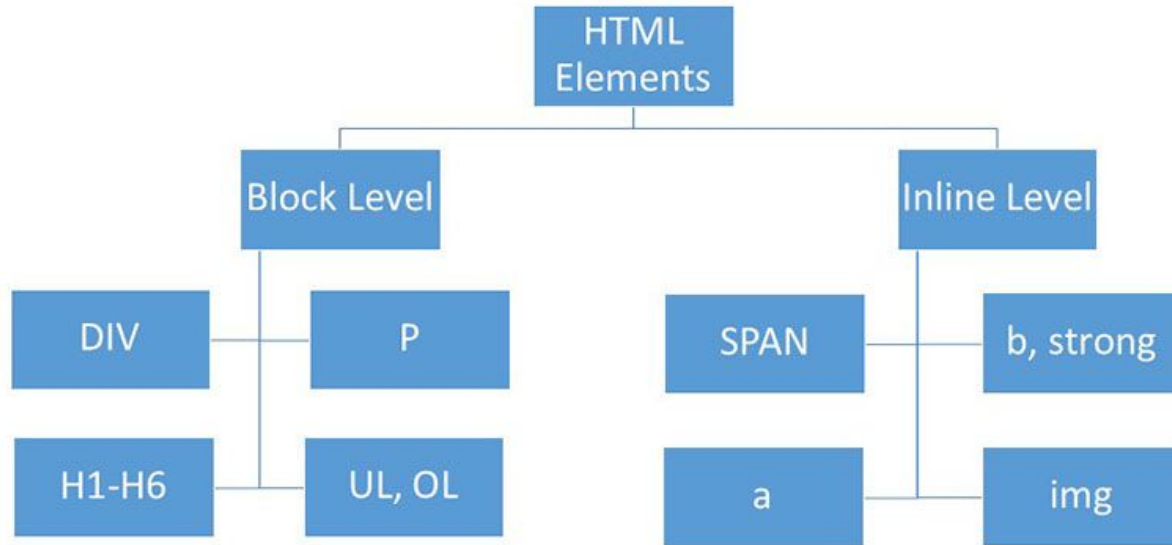 HTML
Elements
Block Level
Inline Level
DIV
P
SPAN
b, strong
H1-H6
UL, OL
a
img